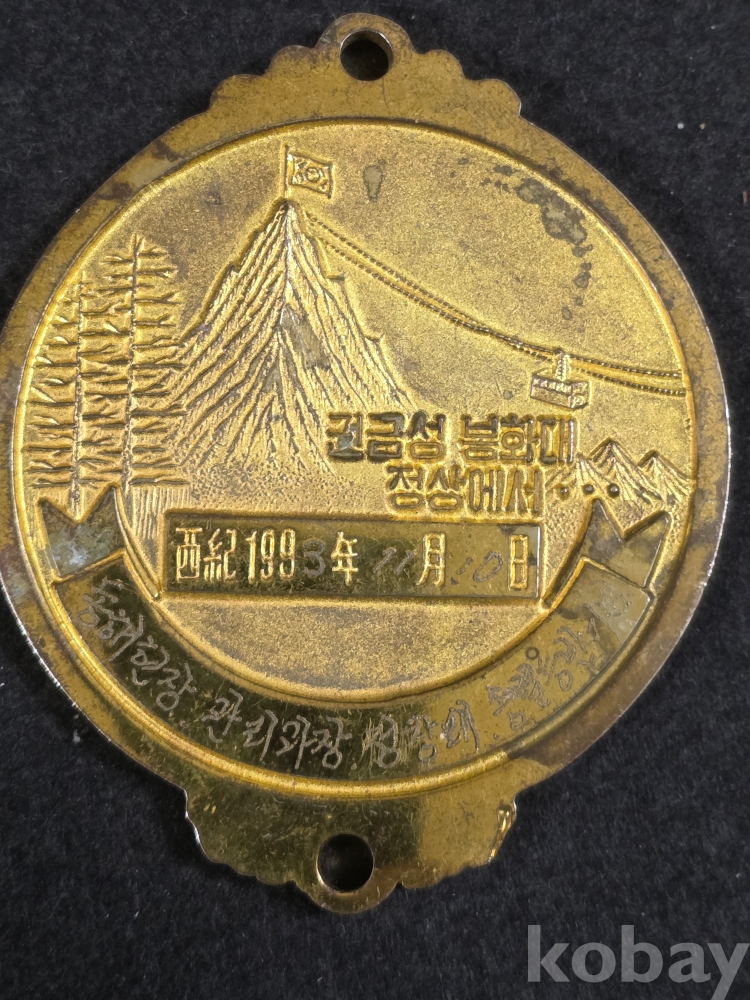 권금성 봉화대
정상에서···
西紀1993年 11月 10日
동해현장 관리과장
kobay